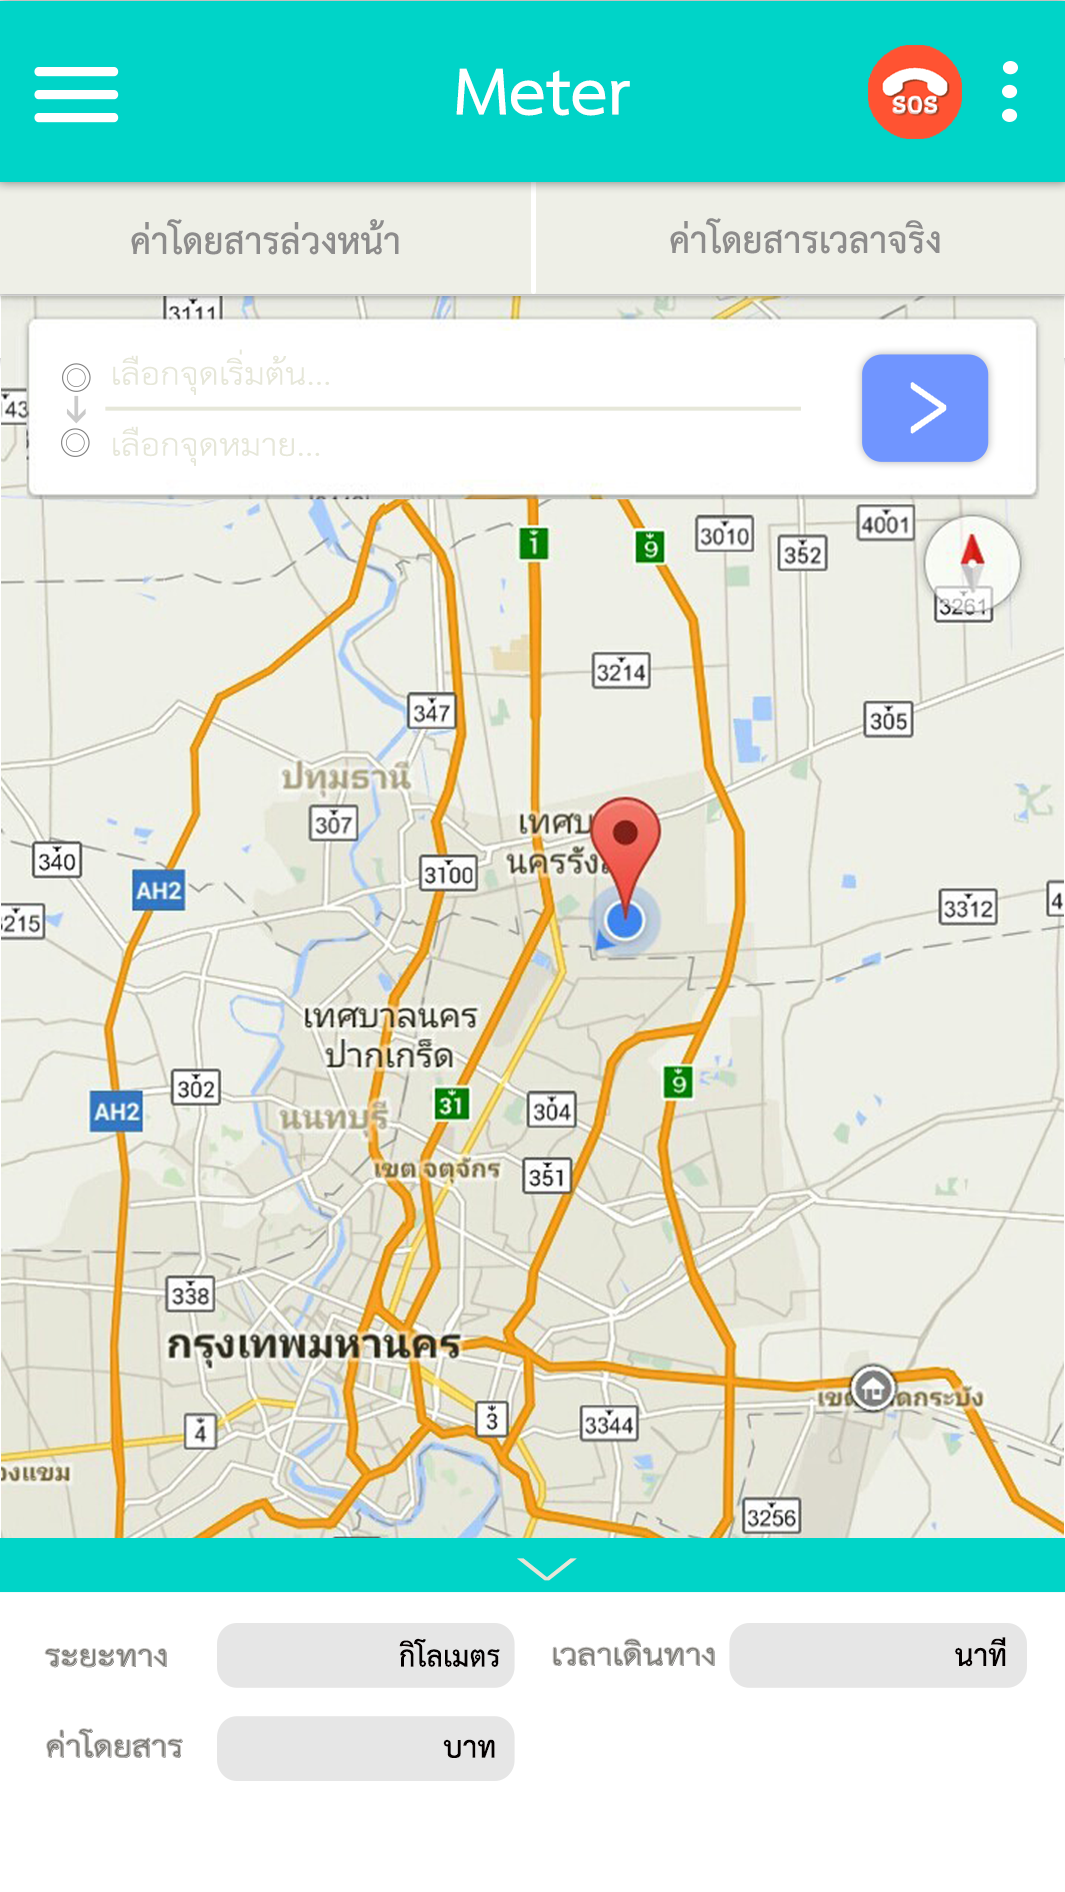 Meter
SOS
ค่าโดยสารล่วงหน้า
ค่าโดยสารเวลาจริง
3111
เลือกจุดเริ่มต้น...
43
เลือกจุดหมาย...
1
9
3010
4001
352
3261
3214
347
305
ปทุมธานี
307
เทศบ
นครรัง
340
3100
AH2
3312
4
3215
เทศบาลนคร
ปากเกร็ด
302
31
9
304
AH2
นนทบุรี
เขต จตุจักร
351
338
กรุงเทพมหานคร
เขต ดกระบัง
3
3344
4
องแขม
3256
ระยะทาง
กิโลเมตร
เวลาเดินทาง
นาที
ค่าโดยสาร
บาท